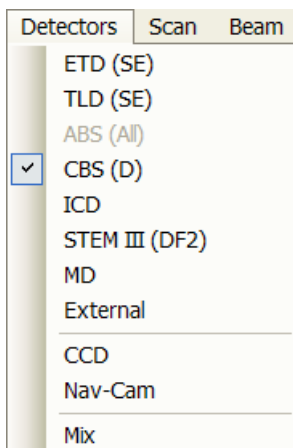 Detectors Scan Beam
ETD (SE)
TLD (SE)
ABS (All)
CBS (D)
ICD
STEM III (DF2)
MD
External
CCD
Nav-Cam
Mix